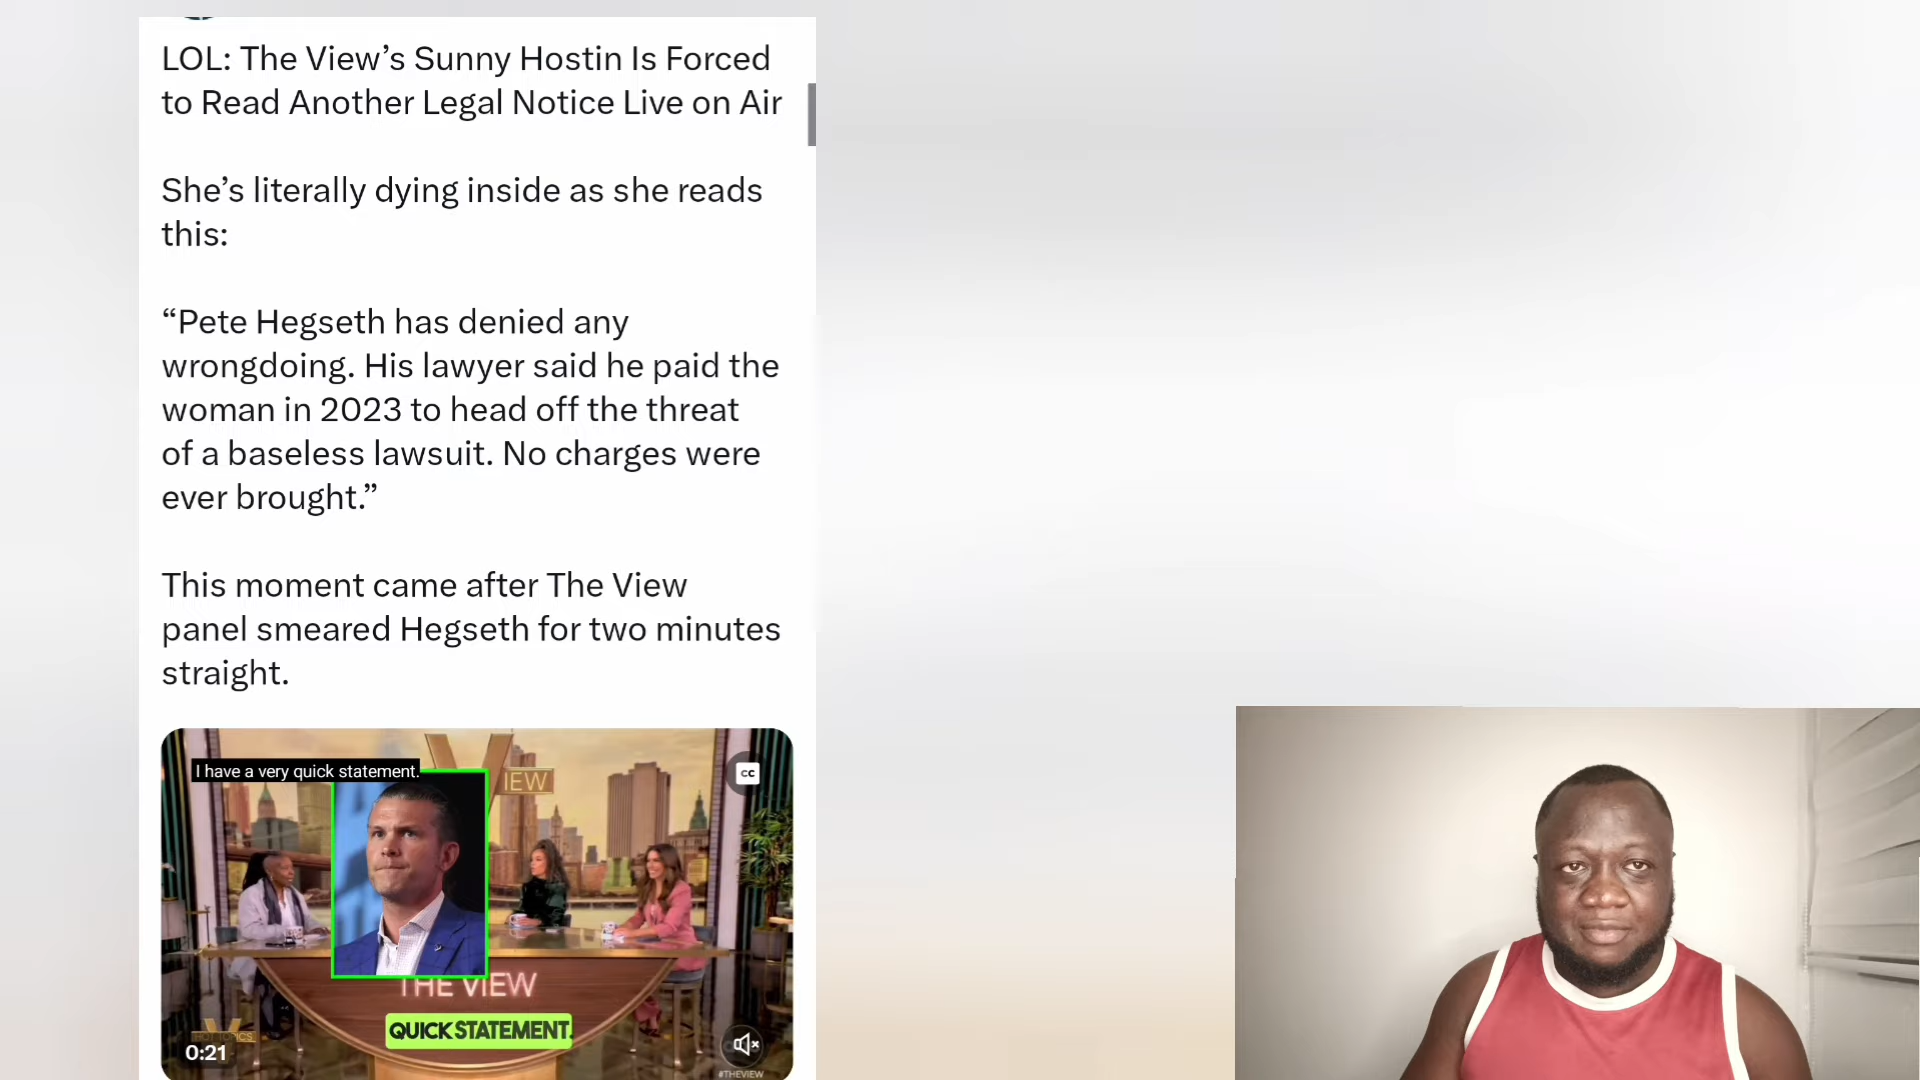 LOL: The View’s Sunny Hostin Is Forced
to Read Another Legal Notice Live on Air
She’s literally dying inside as she reads
this:
“Pete Hegseth has denied any
wrongdoing. His lawyer said he paid the
woman in 2023 to head off the threat
of a baseless lawsuit. No charges were
ever brought.”
This moment came after The View
panel smeared Hegseth for two minutes
straight.
I have a very quick statement.
CC
IEW
THE VIEW
QUICK STATEMENT.
HOT TOPICS
0:21
#THEVIEW